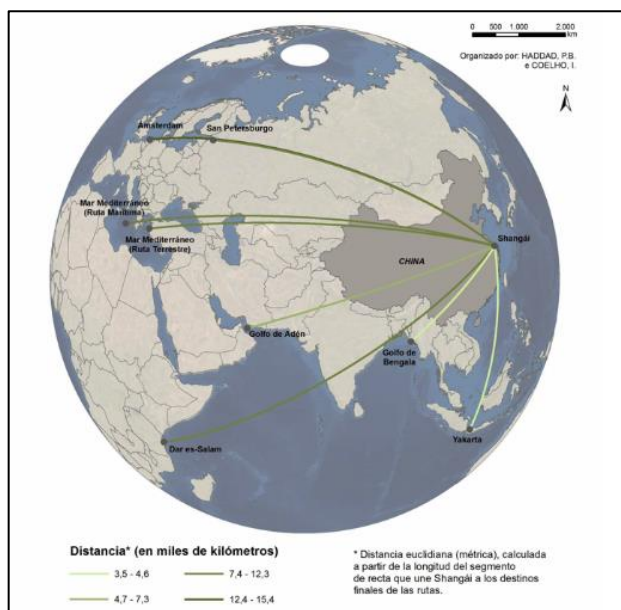 0 500 1.000 2.000
km
Organizado por: HADDAD, P.B.
e COELHO, I.
N
Amsterdam
San Petersburgo
Mar Mediterráneo
(Ruta Marítima)
Mar Mediterráneo
(Ruta Terrestre)
Shangái
CHINA
Golfo de Adén
Golfo de
Bengala
Yakarta
Dar es-Salam
Distancia* (en miles de kilómetros)
3,5 - 4,6
7,4 - 12,3
4,7 - 7,3
12,4 - 15,4
* Distancia euclidiana (métrica), calculada
a partir de la longitud del segmento
de recta que une Shangái a los destinos
finales de las rutas.